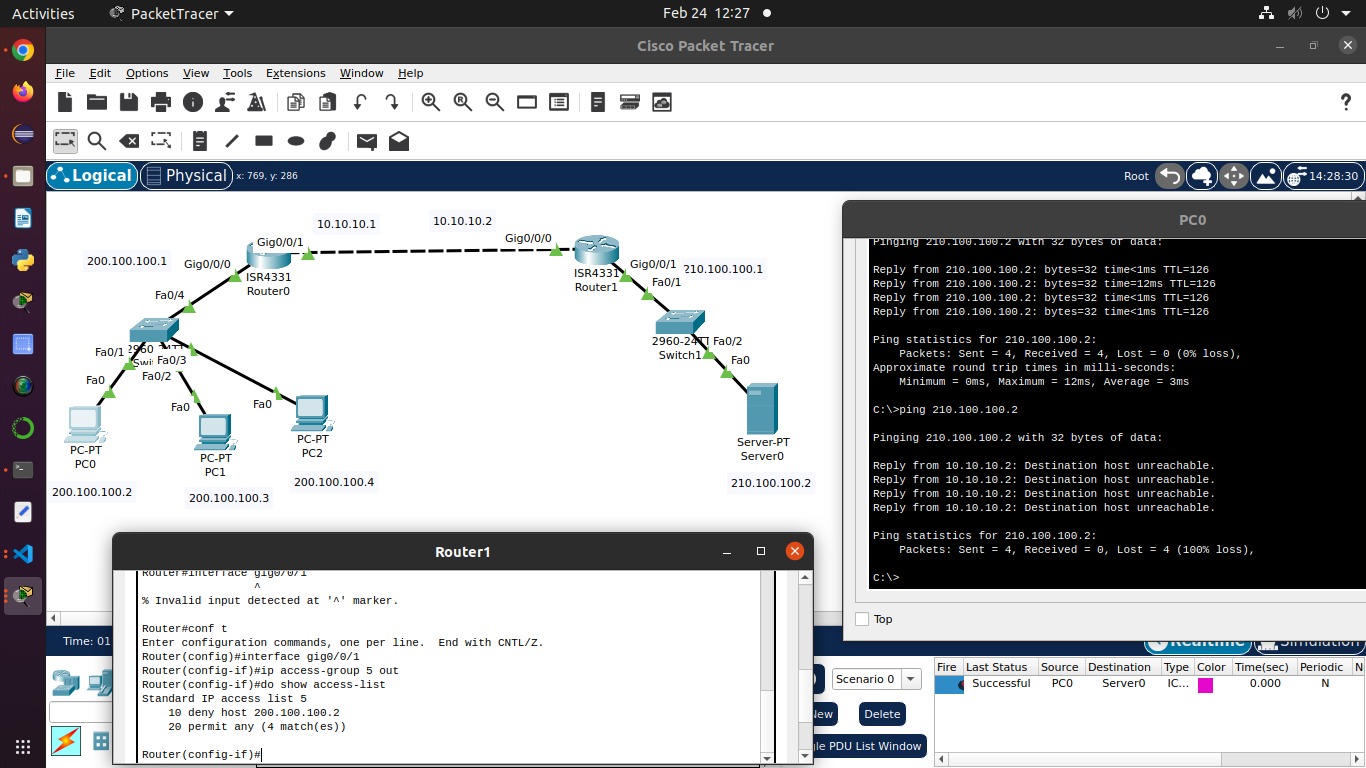 Activities PacketTracer Feb 24 12:27
Cisco Packet Tracer
File Edit Options View Tools Extensions Window Help
Logical Physical x: 769, y: 286 Root 14:28:30
10.10.10.1
10.10.10.2
Gig0/0/1
Gig0/0/0
200.100.100.1
Gig0/0/0
ISR4331
Router0
ISR4331
Router1
Gig0/0/1
210.100.100.1
Fa0/1
Fa0/4
Fa0/1
Fa0/3
Fa0/2
2960-24TT
Switch1
Fa0/2
Fa0
Fa0
Fa0
Fa0
PC-PT
PC0
PC-PT
PC1
PC-PT
PC2
Server-PT
Server0
200.100.100.2
200.100.100.3
200.100.100.4
210.100.100.2
PC0
Pinging 210.100.100.2 with 32 bytes of data:
Reply from 210.100.100.2: bytes=32 time<1ms TTL=126
Reply from 210.100.100.2: bytes=32 time=12ms TTL=126
Reply from 210.100.100.2: bytes=32 time<1ms TTL=126
Reply from 210.100.100.2: bytes=32 time<1ms TTL=126
Ping statistics for 210.100.100.2:
Packets: Sent = 4, Received = 4, Lost = 0 (0% loss),
Approximate round trip times in milli-seconds:
Minimum = 0ms, Maximum = 12ms, Average = 3ms
C:\>ping 210.100.100.2
Pinging 210.100.100.2 with 32 bytes of data:
Reply from 10.10.10.2: Destination host unreachable.
Reply from 10.10.10.2: Destination host unreachable.
Reply from 10.10.10.2: Destination host unreachable.
Reply from 10.10.10.2: Destination host unreachable.
Ping statistics for 210.100.100.2:
Packets: Sent = 4, Received = 0, Lost = 4 (100% loss),
C:\>
Top
Router1
Router#interface gig0/0/1
^
% Invalid input detected at '^' marker.
Router#conf t
Enter configuration commands, one per line. End with CNTL/Z.
Router(config)#interface gig0/0/1
Router(config-if)#ip access-group 5 out
Router(config-if)#do show access-list
Standard IP access list 5
10 deny host 200.100.100.2
20 permit any (4 match(es))
Router(config-if)#
Time: 01
Realtime Simulation
Scenario 0
New Delete
PDU List Window
Fire Last Status Source Destination Type Color Time(sec) Periodic N
Successful PC0 Server0 IC... 0.000 N